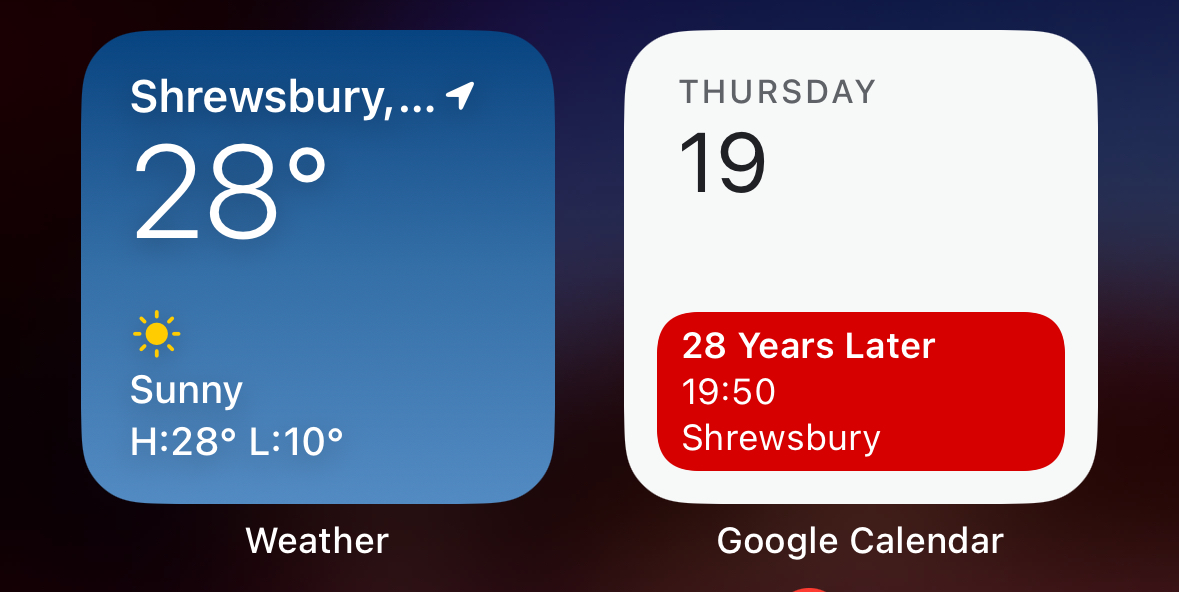 Shrewsbury,...
28°
Sunny
H:28° L:10°
Weather
THURSDAY
19
28 Years Later
19:50
Shrewsbury
Google Calendar